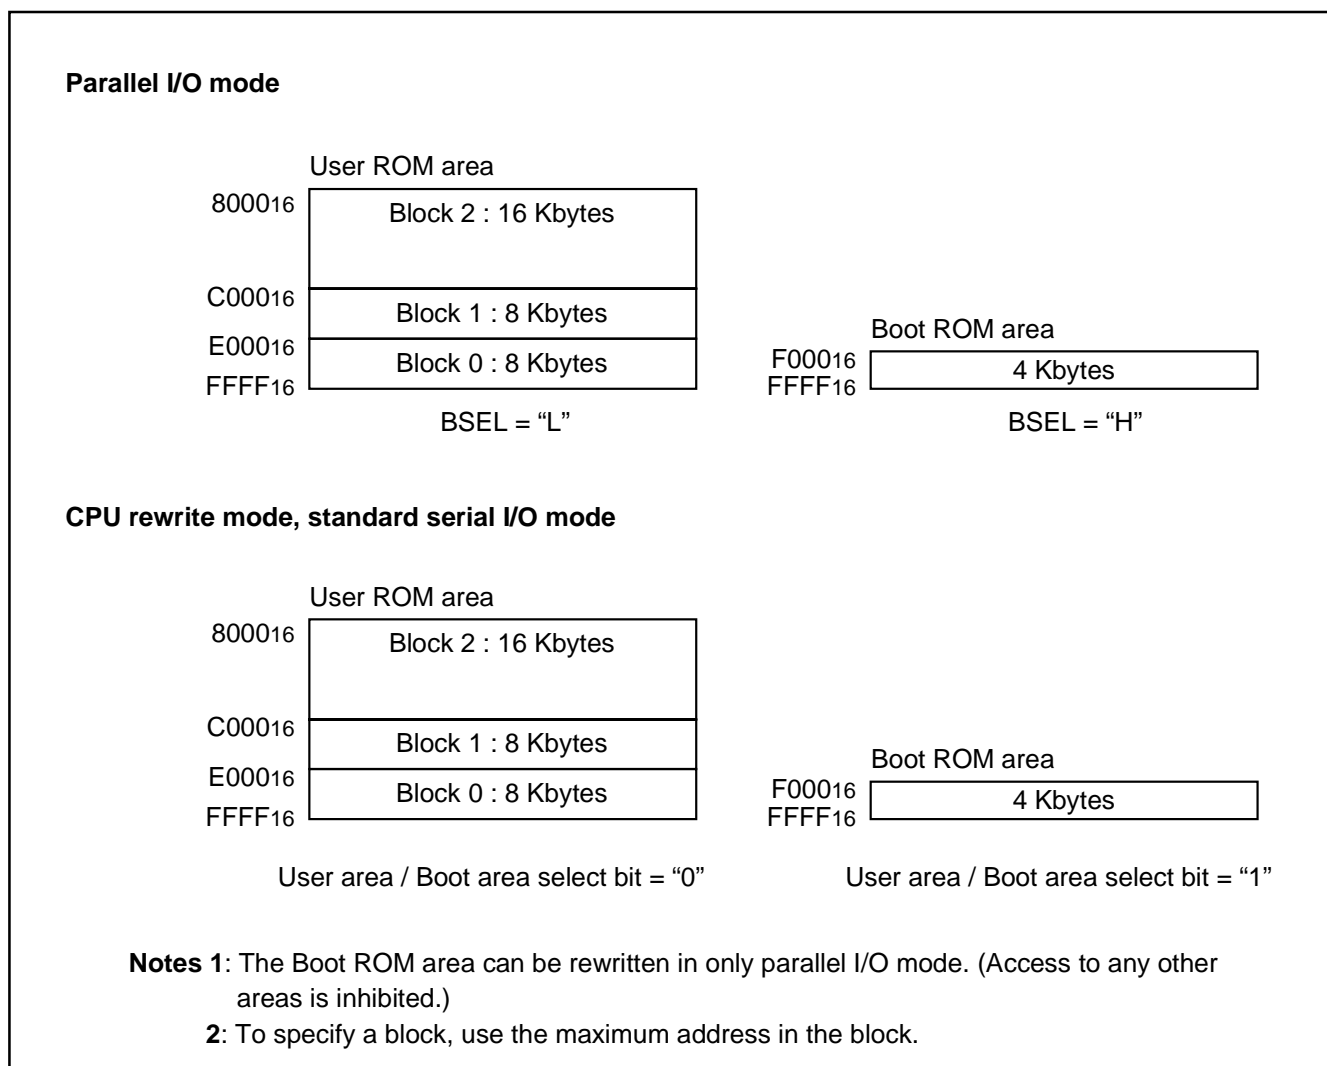 Parallel I/O mode
User ROM area
800016
Block 2 : 16 Kbytes
C00016
Block 1 : 8 Kbytes
E00016
Block 0 : 8 Kbytes
FFFF16
BSEL = “L”
Boot ROM area
F00016
4 Kbytes
FFFF16
BSEL = “H”
CPU rewrite mode, standard serial I/O mode
User ROM area
800016
Block 2 : 16 Kbytes
C00016
Block 1 : 8 Kbytes
E00016
Block 0 : 8 Kbytes
FFFF16
User area / Boot area select bit = “0”
Boot ROM area
F00016
4 Kbytes
FFFF16
User area / Boot area select bit = “1”
Notes 1: The Boot ROM area can be rewritten in only parallel I/O mode. (Access to any other
areas is inhibited.)
2: To specify a block, use the maximum address in the block.